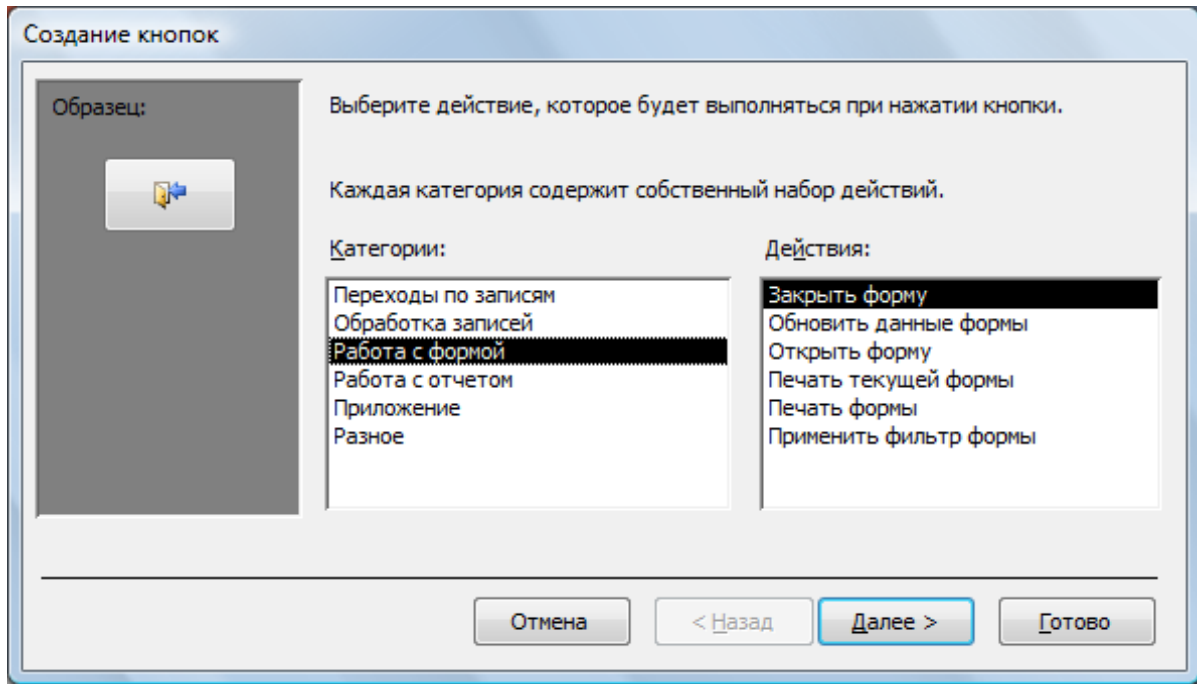 Создание кнопок
Образец:
Выберите действие, которое будет выполняться при нажатии кнопки.
Каждая категория содержит собственный набор действий.
Категории:
Переходы по записям
Обработка записей
Работа с формой
Работа с отчетом
Приложение
Разное
Действия:
Закрыть форму
Обновить данные формы
Открыть форму
Печать текущей формы
Печать формы
Применить фильтр формы
Отмена
< Назад
Далее >
Готово